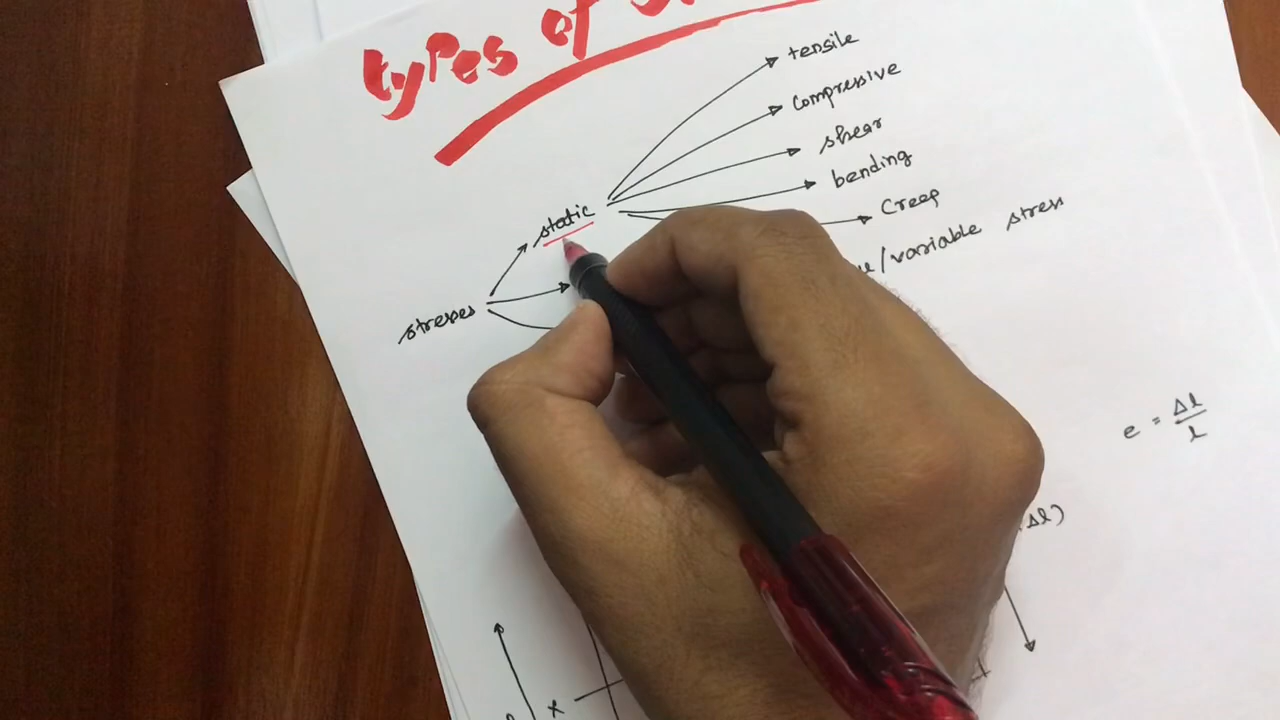 types of
tensile
compressive
shear
static
bending
creep
/variable stress
stresses
e = Δl
l
Δl)
x